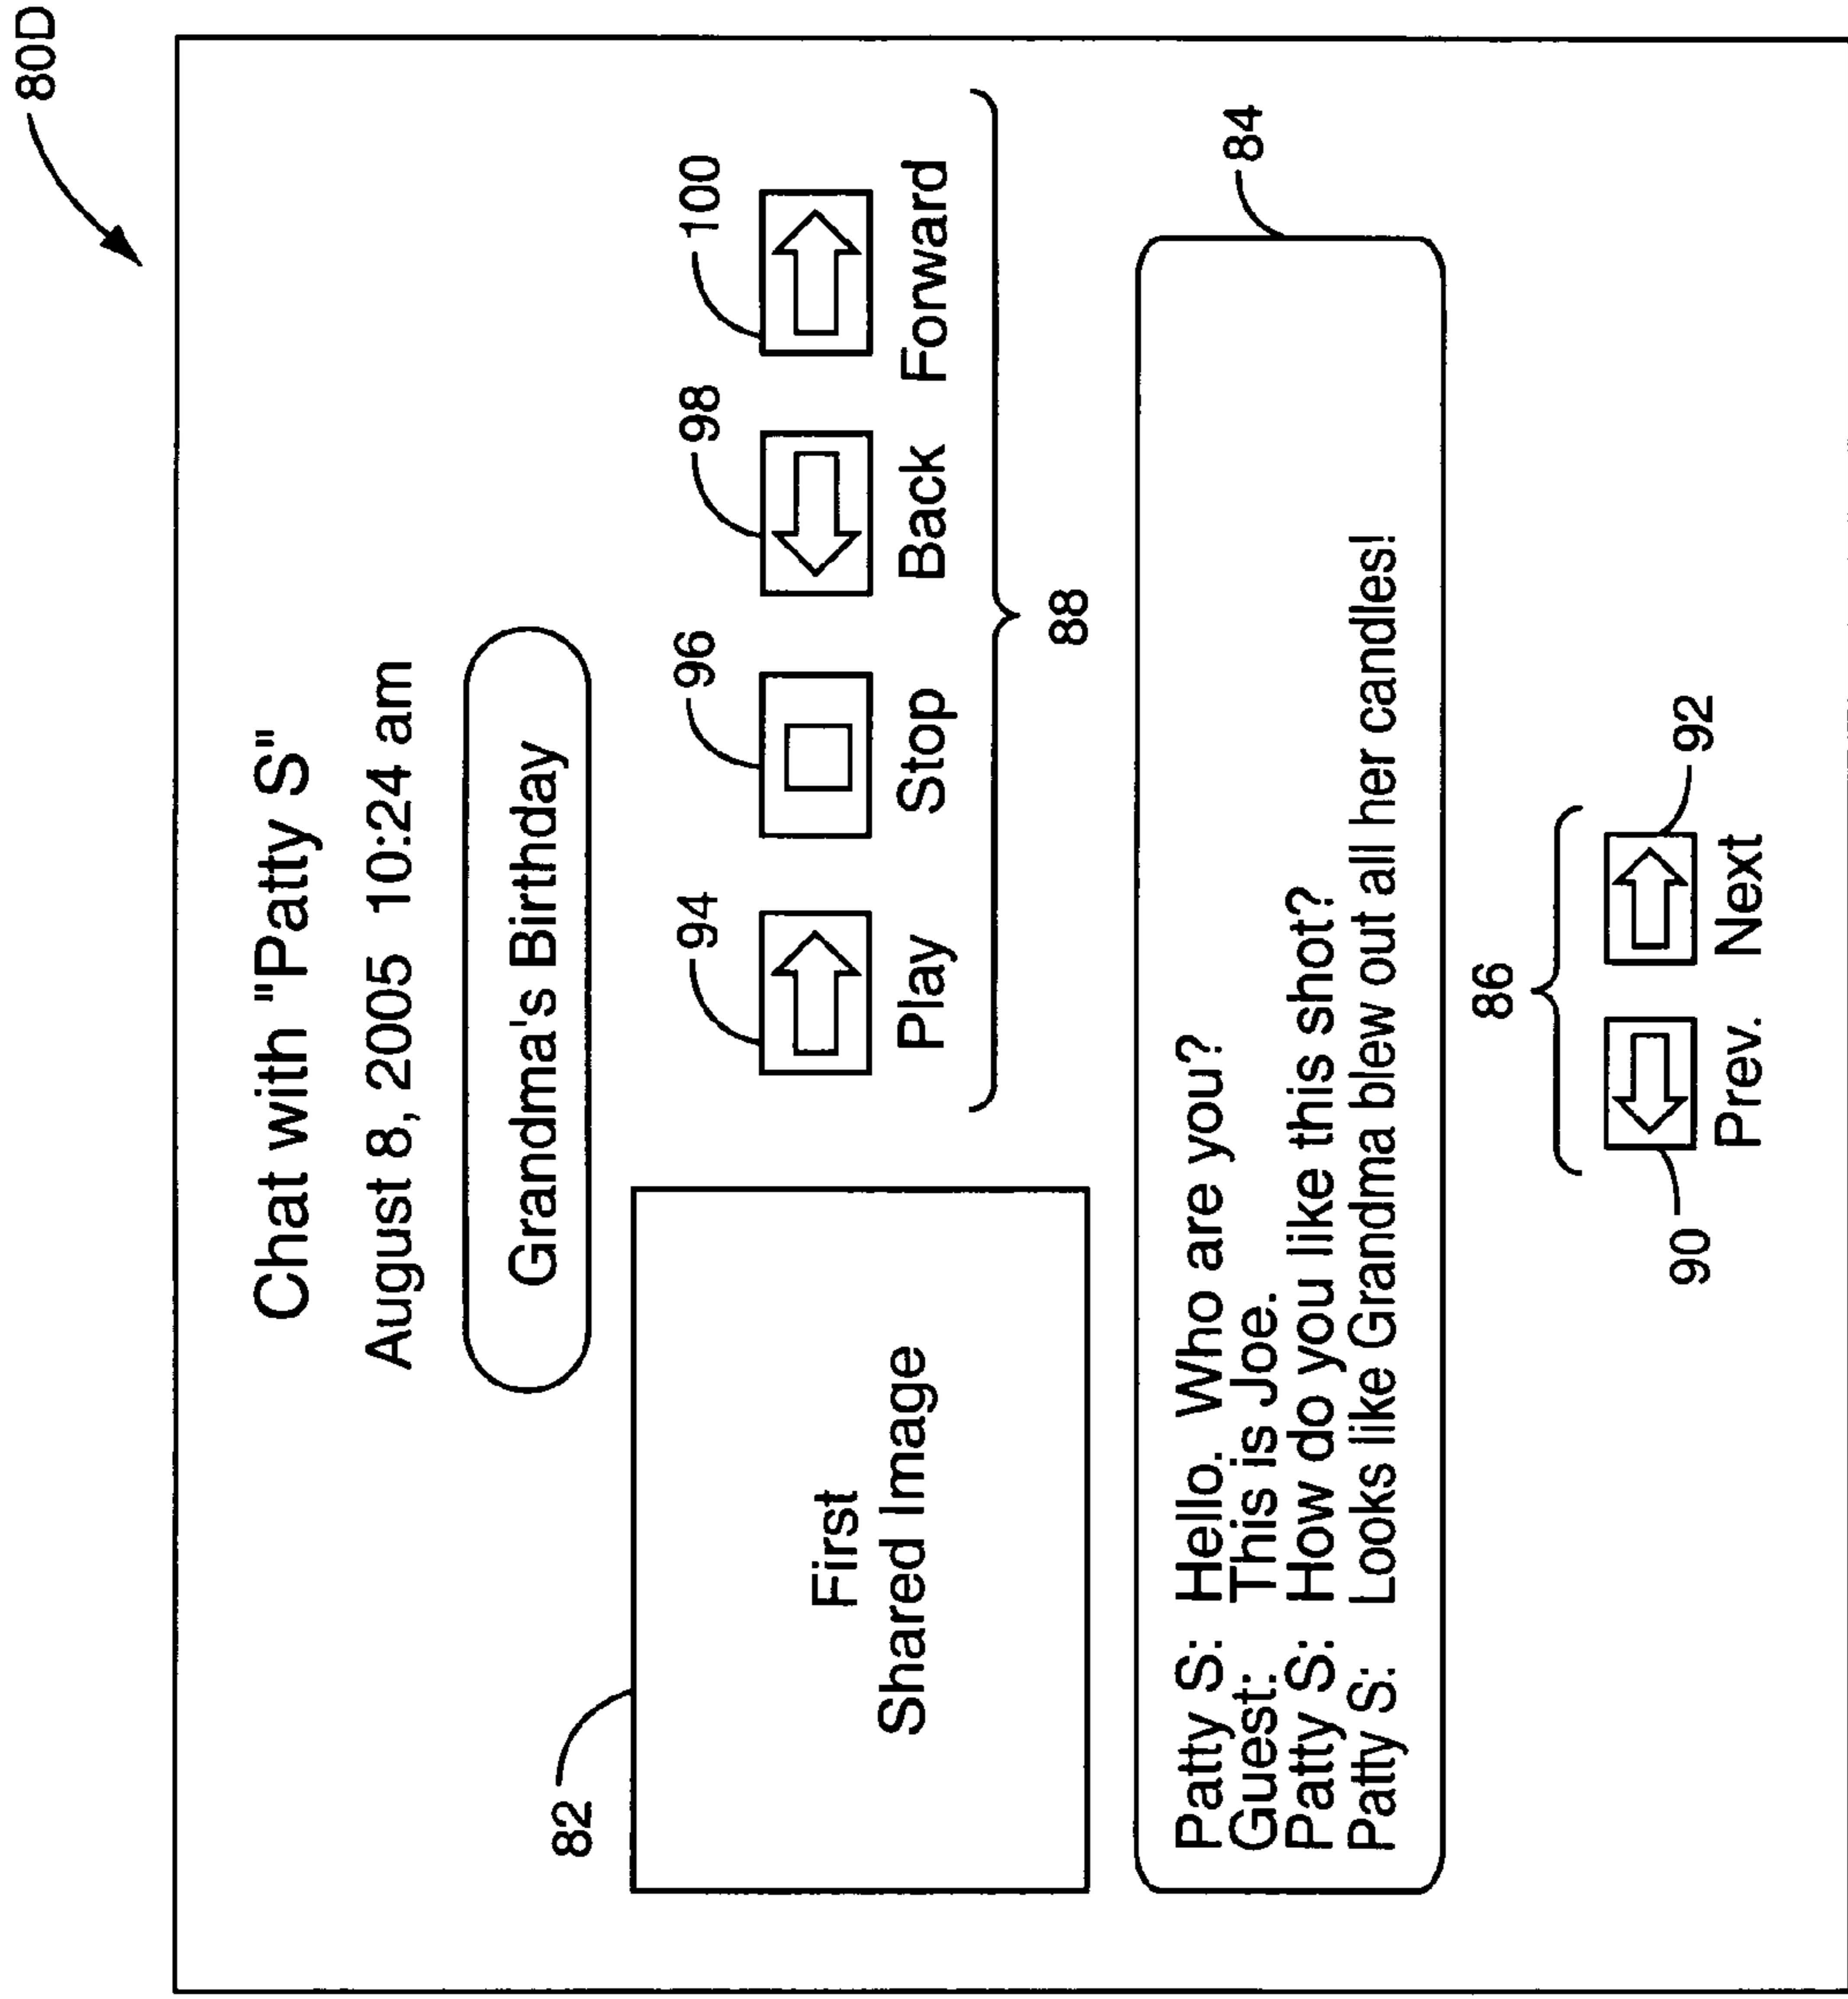 80D
Chat with "Patty S"
August 8, 2005 10:24 am
Grandma's Birthday
82
First
Shared Image
94
96
98
100
Play
Stop
Back
Forward
88
84
Patty S: Hello. Who are you?
Guest: This is Joe.
Patty S: How do you like this shot?
Patty S: Looks like Grandma blew out all her candles!
86
90
92
Prev.
Next